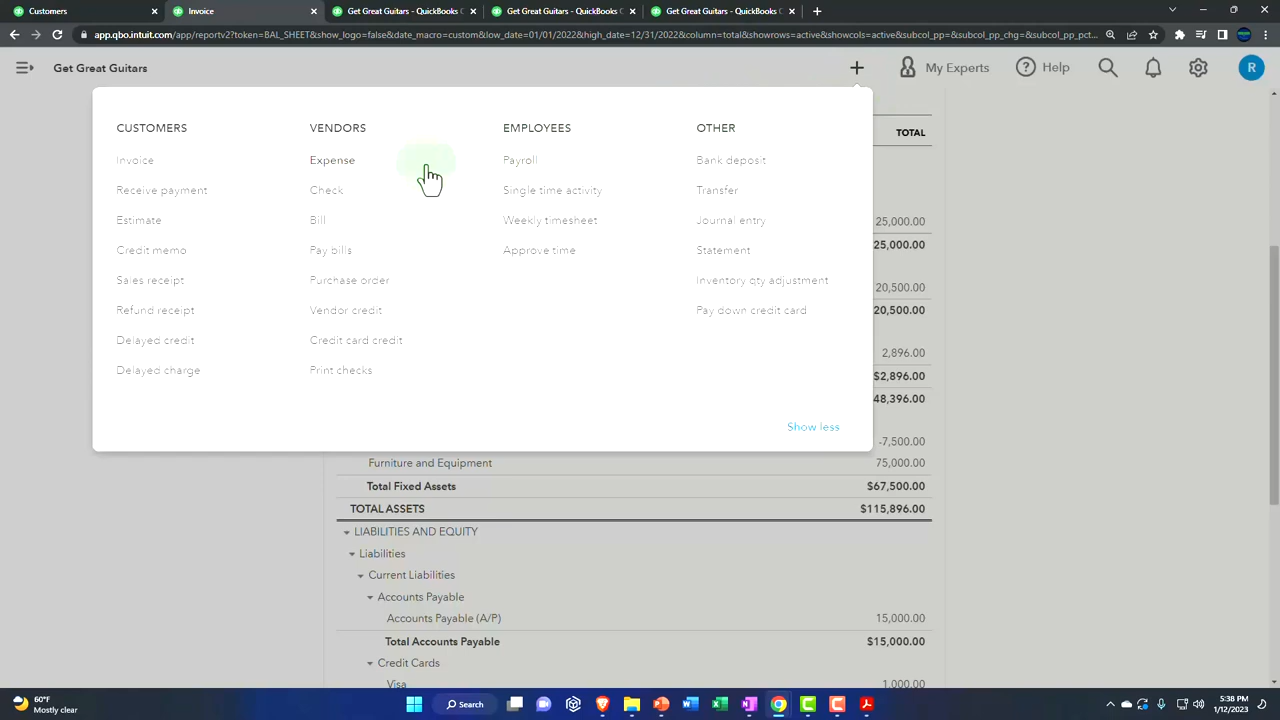 Customers
Invoice
Get Great Guitars - QuickBooks C
Get Great Guitars - QuickBooks C
Get Great Guitars - QuickBooks C
app.qbo.intuit.com/app/reportv2?token=BAL_SHEET&show_logo=false&date_macro=custom&low_date=01/01/2022&high_date=12/31/2022&column=total&showrows=active&showcols=active&subcol_pp=&subcol_pp_chg=&subcol_pp_pct...
Get Great Guitars
My Experts
Help
R
CUSTOMERS
VENDORS
EMPLOYEES
OTHER
TOTAL
Invoice
Expense
Payroll
Bank deposit
Receive payment
Check
Single time activity
Transfer
Estimate
Bill
Weekly timesheet
Journal entry
25,000.00
Credit memo
Pay bills
Approve time
Statement
25,000.00
Sales receipt
Purchase order
Inventory qty adjustment
20,500.00
Refund receipt
Vendor credit
Pay down credit card
20,500.00
Delayed credit
Credit card credit
2,896.00
Delayed charge
Print checks
$2,896.00
48,396.00
Show less
-7,500.00
Furniture and Equipment 75,000.00
Total Fixed Assets $67,500.00
TOTAL ASSETS $115,896.00
LIABILITIES AND EQUITY
Liabilities
Current Liabilities
Accounts Payable
Accounts Payable (A/P) 15,000.00
Total Accounts Payable $15,000.00
Credit Cards
Visa 1,000.00
60°F
Mostly clear
Search
5:38 PM
1/12/2023